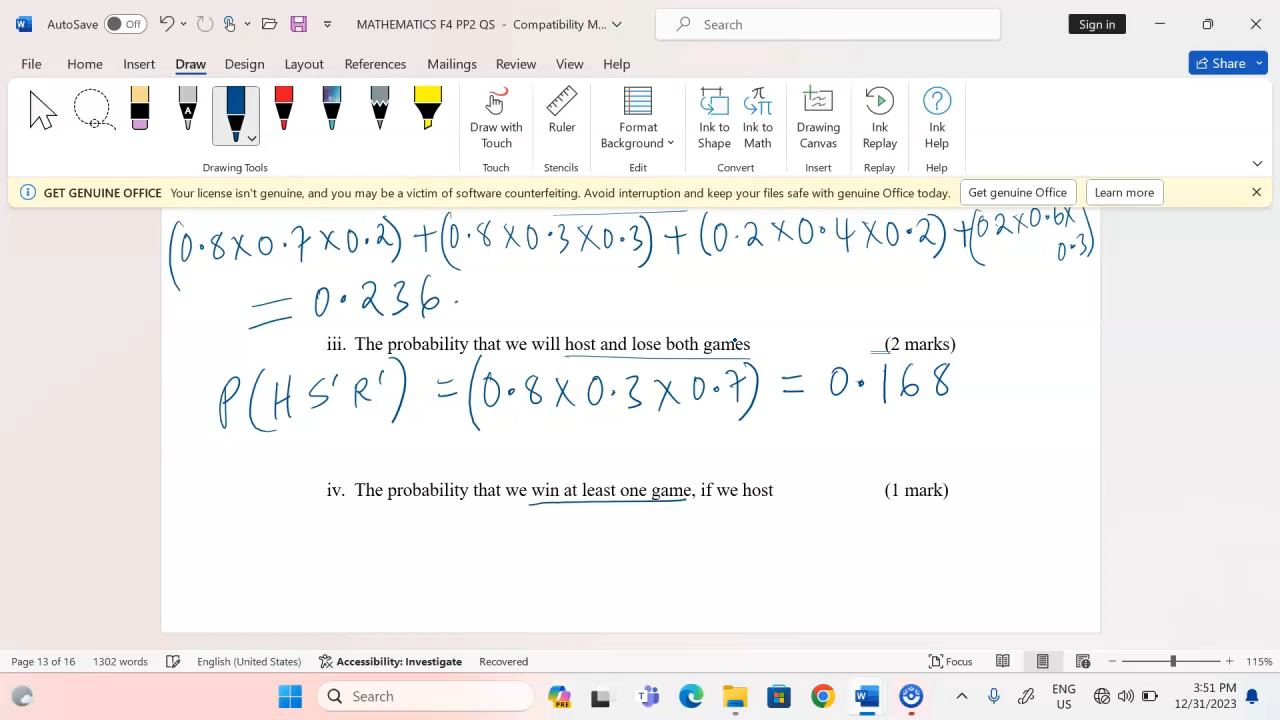 AutoSave Off MATHEMATICS F4 PP2 QS - Compatibility M... Search Sign in
File Home Insert Draw Design Layout References Mailings Review View Help Share
Draw with Touch Ruler Format Background Ink to Shape Ink to Math Drawing Canvas Ink Replay Ink Help
Drawing Tools Touch Stencils Edit Convert Insert Replay Help
GET GENUINE OFFICE Your license isn't genuine, and you may be a victim of software counterfeiting. Avoid interruption and keep your files safe with genuine Office today. Get genuine Office Learn more
(0.8×0.7×0.2)+(0.8×0.3×0.3)+(0.2×0.4×0.2)+(0.2×0.6×
0.3)
= 0.236.
iii. The probability that we will host and lose both games (2 marks)
P(H S' R') = (0.8×0.3×0.7) = 0.168
iv. The probability that we win at least one game, if we host (1 mark)
Page 13 of 16 1302 words English (United States) Accessibility: Investigate Recovered Focus 115%
Search PRE ENG US 3:51 PM 12/31/2023